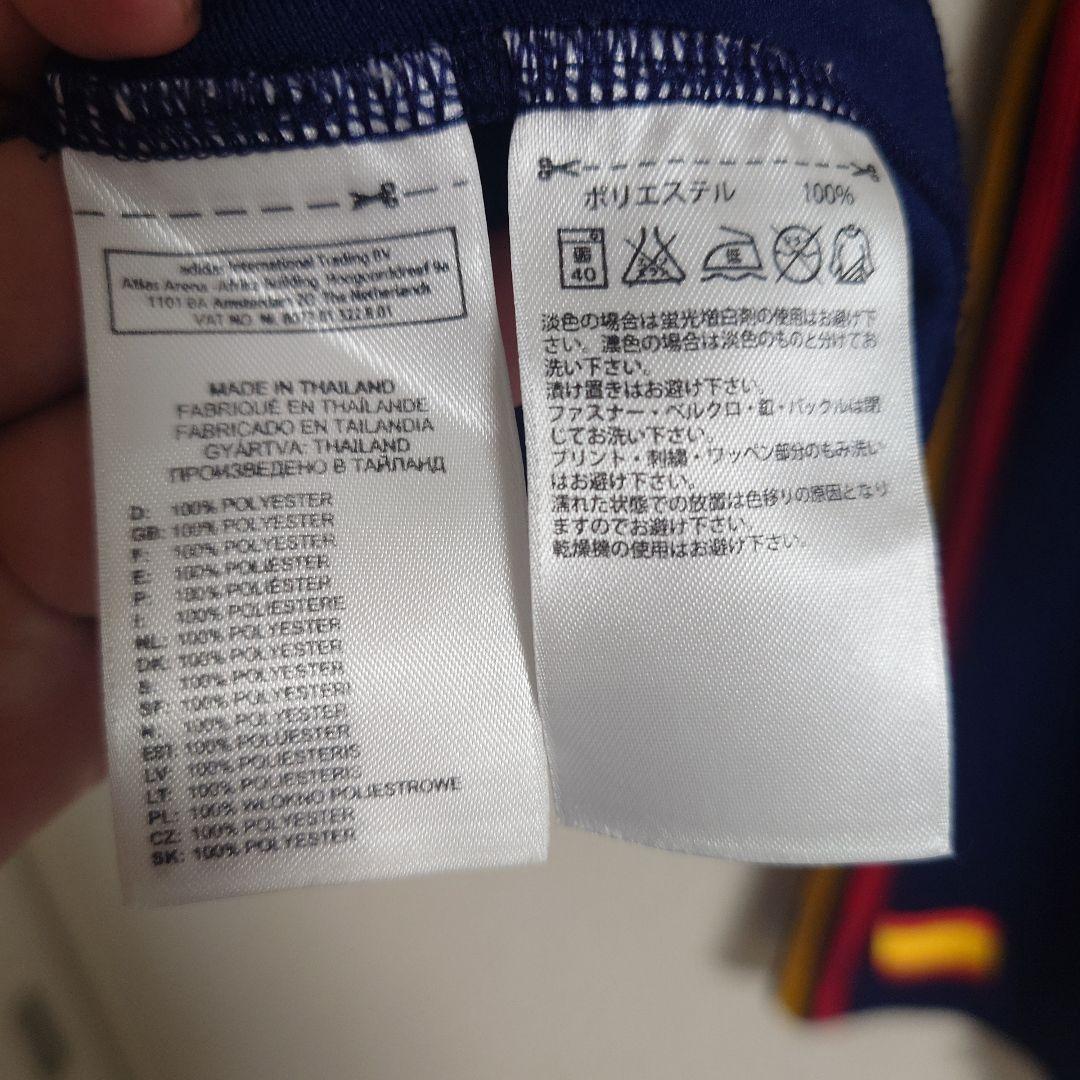 adidas International Trading BV
Atlas Arena -Afrika building, Hoogoorddreef 9a
1101 BA Amsterdam ZO, The Netherlands
VAT NO.
MADE IN THAILAND
FABRIQUÉ EN THAÏLANDE
FABRICADO EN TAILANDIA
GYÁRTVA: THAILAND
ПРОИЗВЕДЕНО В ТАЙЛАНД
D: 100% POLYESTER
GB: 100% POLYESTER
F: 100% POLYESTER
E: 100% POLIÉSTER
P: 100% POLIÉSTER
I: 100% POLIESTERE
NL: 100% POLYESTER
DK: 100% POLYESTER
S: 100% POLYESTER
SF: 100% POLYESTERI
100% POLYESTER
EST: 100% POLÜESTER
LV: 100% POLIESTERIS
LT: 100% POLIESTERIS
PL: 100% WŁÓKNO POLIESTROWE
CZ: 100% POLYESTER
SK: 100% POLYESTER
ポリエステル 100%
40
低
淡色の場合は蛍光増白剤の使用はお避け下
さい。濃色の場合は淡色のものと分けてお
洗い下さい。
漬け置きはお避け下さい。
ファスナー・ベルクロ・釦・バックルは閉
じてお洗い下さい。
プリント・刺繍・ワッペン部分のもみ洗い
はお避け下さい。
濡れた状態での放置は色移りの原因となり
ますのでお避け下さい。
乾燥機の使用はお避け下さい。